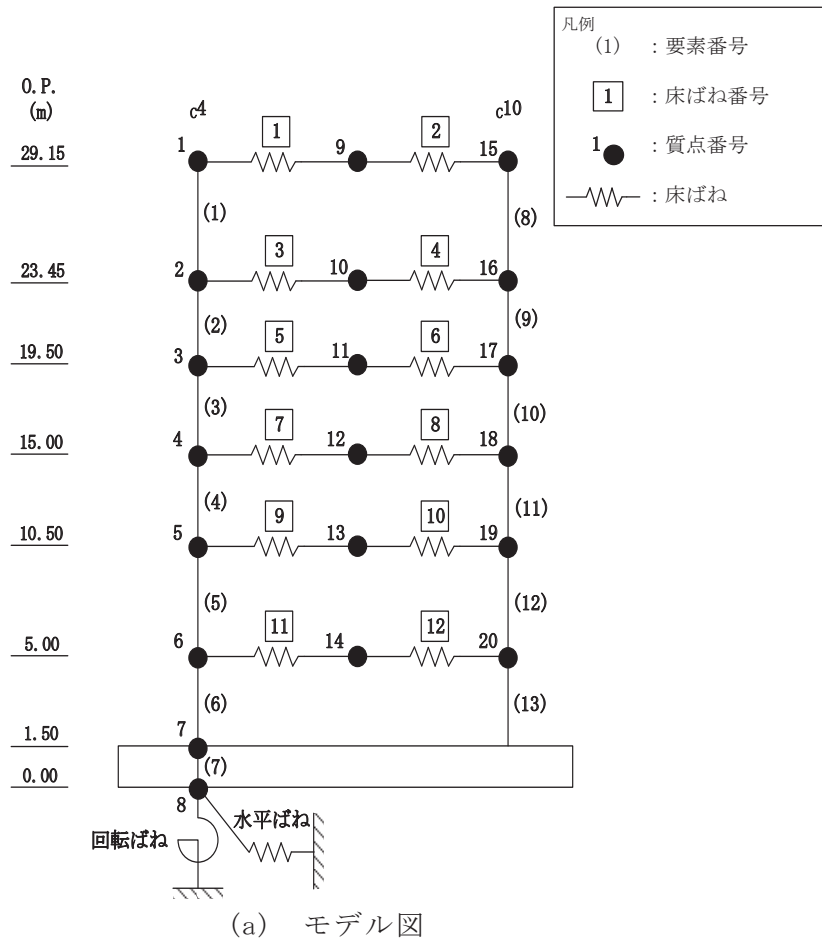 凡例
(1) : 要素番号
1 : 床ばね番号
1 : 質点番号
: 床ばね
O.P.
(m)
c4 c10
1 2
1 9 15
29.15
(1) (8)
3 4
2 10 16
23.45
(2) (9)
5 6
3 11 17
19.50
(3) (10)
7 8
4 12 18
15.00
(4) (11)
9 10
5 13 19
10.50
(5) (12)
11 12
6 14 20
5.00
(6) (13)
7
1.50
(7)
0.00
8
水平ばね
回転ばね
(a) モデル図